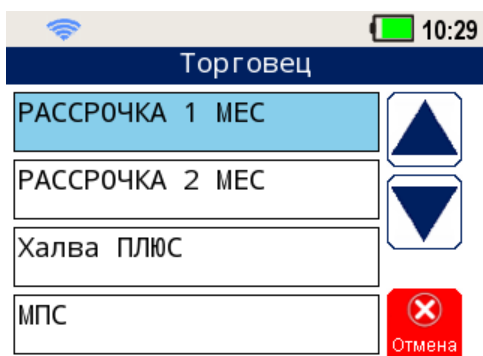 10:29
Торговец
РАССРОЧКА 1 МЕС
РАССРОЧКА 2 МЕС
Халва ПЛЮС
МПС
Отмена